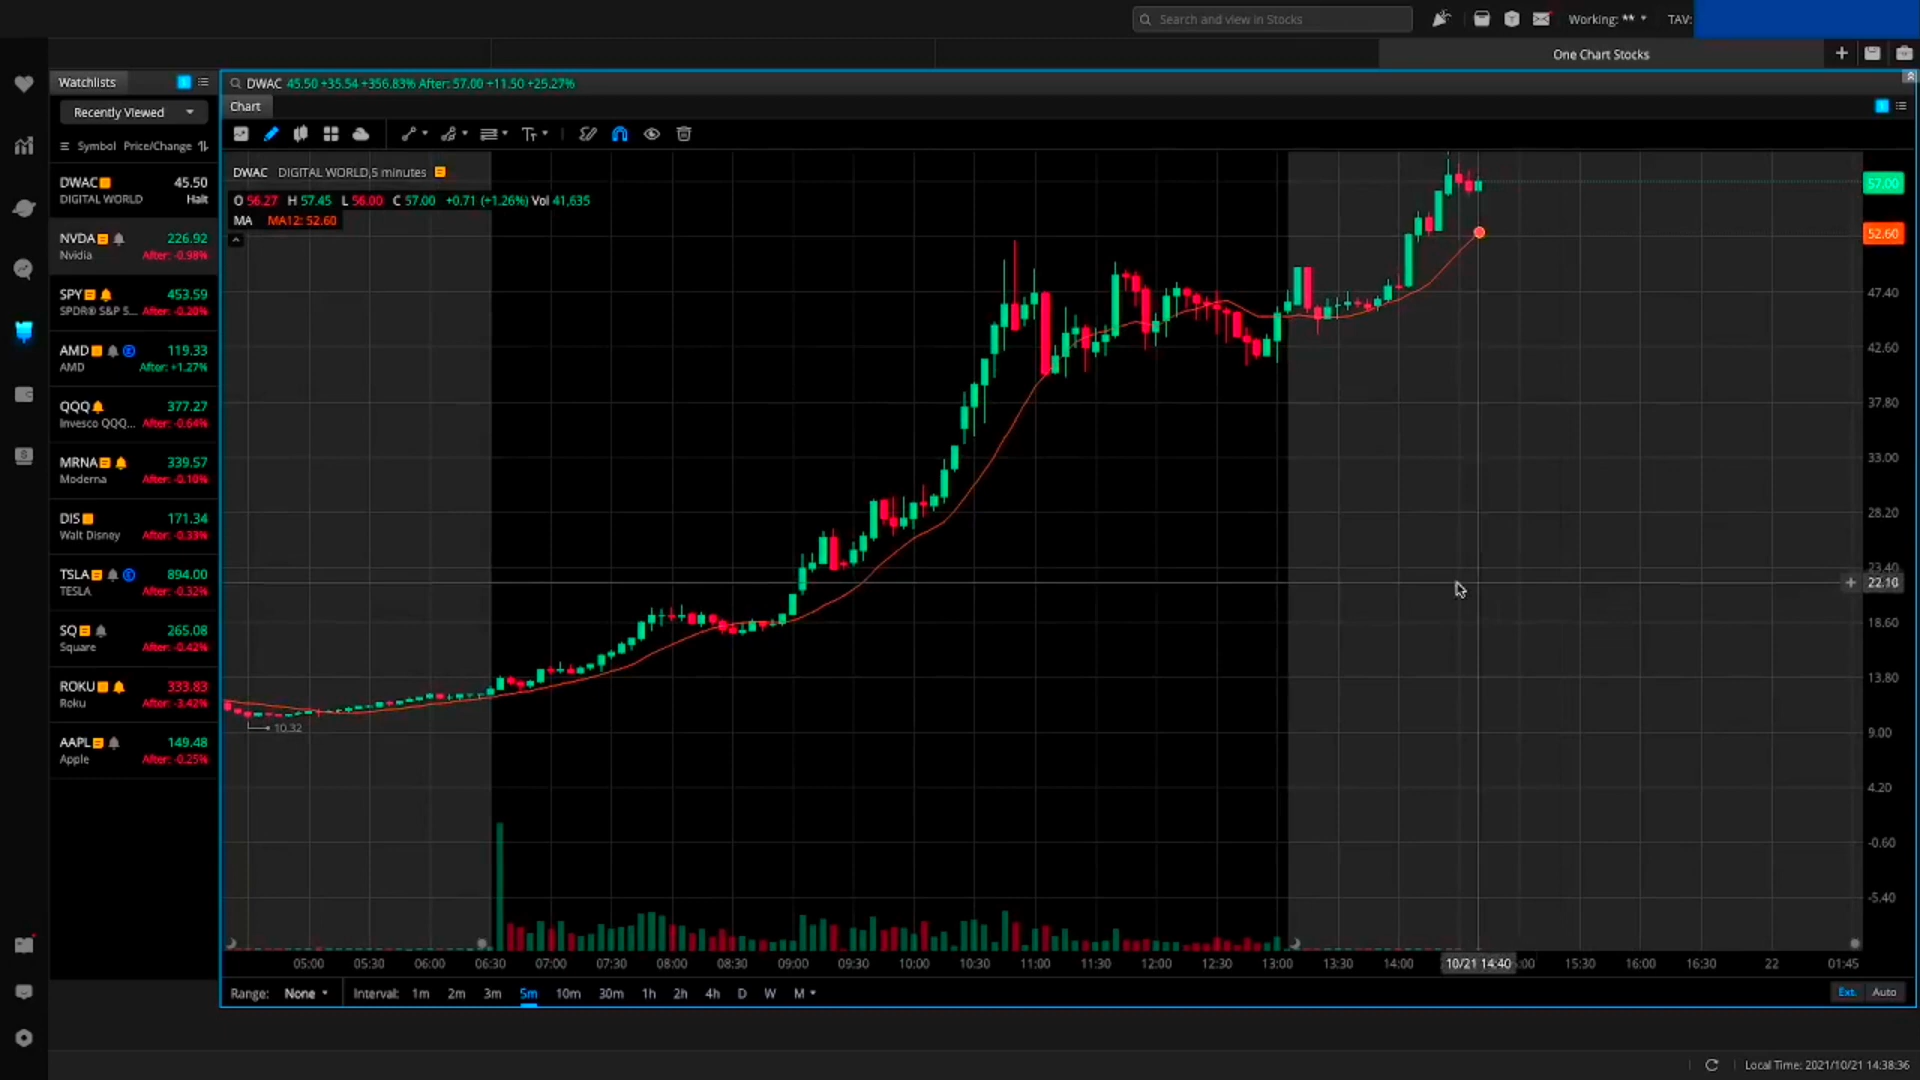 Search and view in Stocks
Working: **
TAV:
One Chart Stocks
Watchlists
Recently Viewed
Symbol Price/Change
DWAC 45.50
DIGITAL WORLD Halt
NVDA 226.92
Nvidia After: -0.98%
SPY 453.59
SPDR® S&P 5... After: -0.20%
AMD 119.33
AMD After: +1.27%
QQQ 377.27
Invesco QQQ... After: -0.64%
MRNA 339.57
Moderna After: -0.10%
DIS 171.34
Walt Disney After: -0.33%
TSLA 894.00
TESLA After: -0.32%
SQ 265.08
Square After: -0.42%
ROKU 333.83
Roku After: -3.42%
AAPL 149.48
Apple After: -0.25%
DWAC 45.50 +35.54 +356.83% After: 57.00 +11.50 +25.27%
Chart
DWAC DIGITAL WORLD,5 minutes
O 56.27 H 57.45 L 56.00 C 57.00 +0.71 (+1.26%) Vol 41,635
MA MA12: 52.60
10.32
57.00
52.60
47.40
42.60
37.80
33.00
28.20
23.40
22.10
18.60
13.80
9.00
4.20
-0.60
-5.40
05:00 05:30 06:00 06:30 07:00 07:30 08:00 08:30 09:00 09:30 10:00 10:30 11:00 11:30 12:00 12:30 13:00 13:30 14:00 10/21 14:40 15:30 16:00 16:30 22 01:45
Range: None Interval: 1m 2m 3m 5m 10m 30m 1h 2h 4h D W M Ext. Auto
Local Time: 2021/10/21 14:38:36